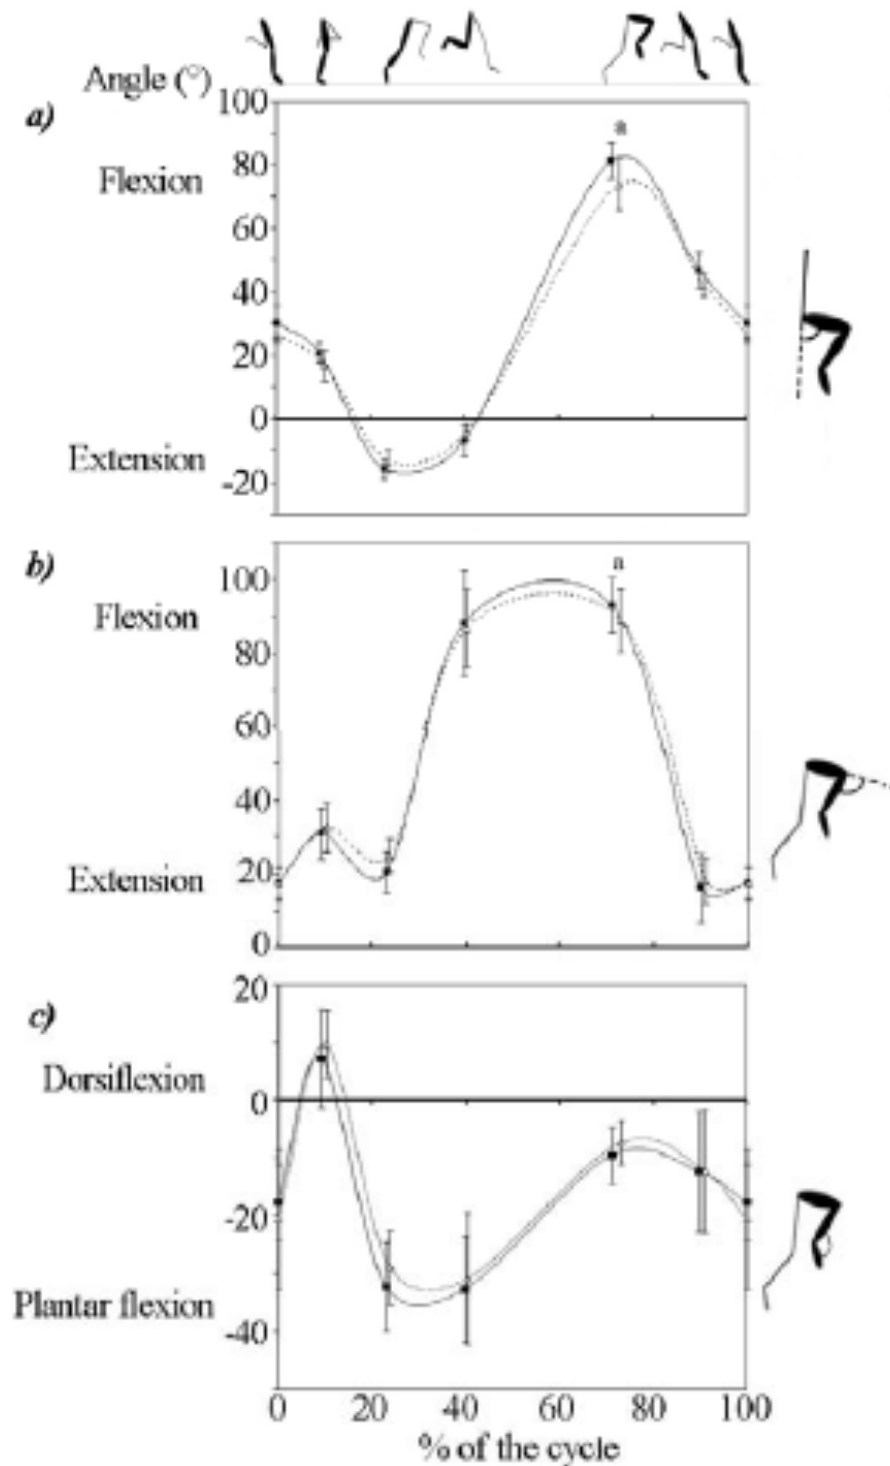 Angle (°)
a)
100
Flexion
80
a
60
40
20
0
Extension
-20
b)
100
a
Flexion
80
60
40
20
Extension
0
c)
20
Dorsiflexion
0
-20
Plantar flexion
-40
0 20 40 60 80 100
% of the cycle